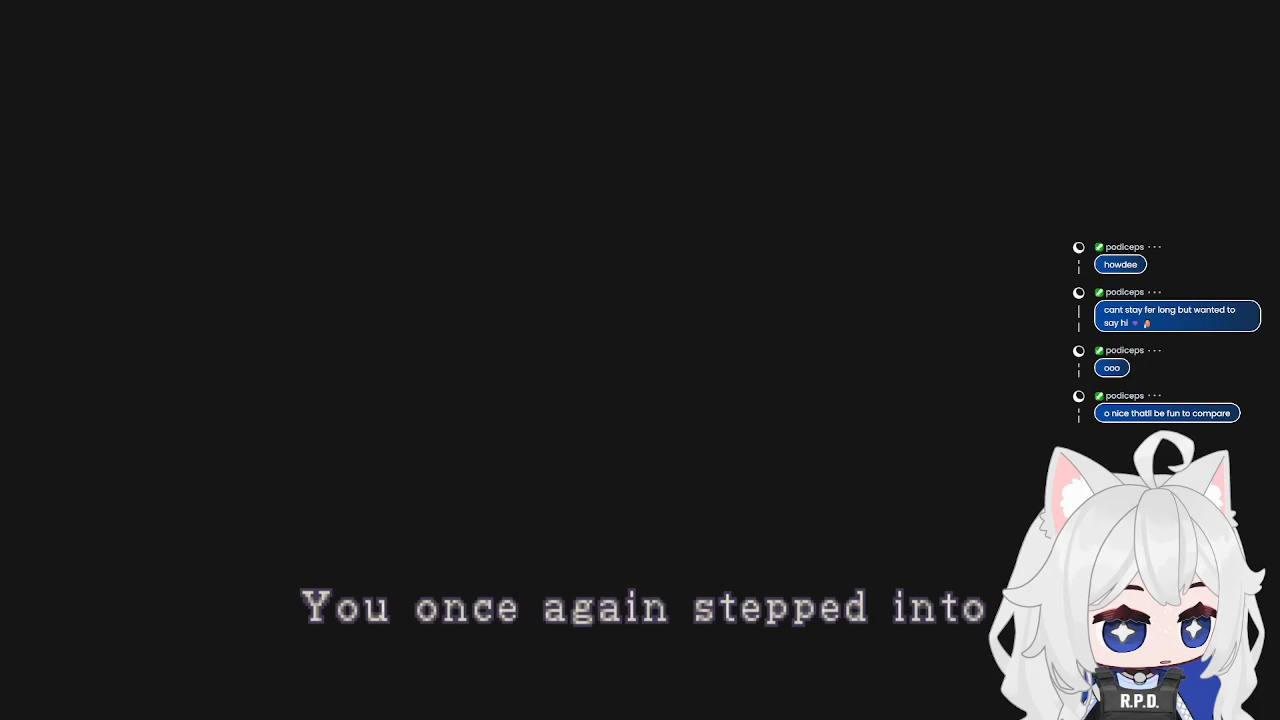 podiceps
howdee
podiceps
cant stay fer long but wanted to
say hi
podiceps
ooo
podiceps
o nice thatll be fun to compare
You once again stepped into
R.P.D.